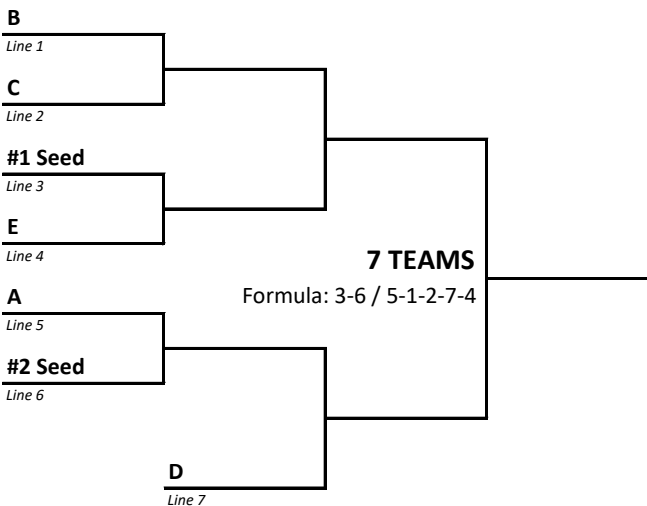 B
Line 1
C
Line 2
#1 Seed
Line 3
E
Line 4
7 TEAMS
Formula: 3-6 / 5-1-2-7-4
A
Line 5
#2 Seed
Line 6
D
Line 7